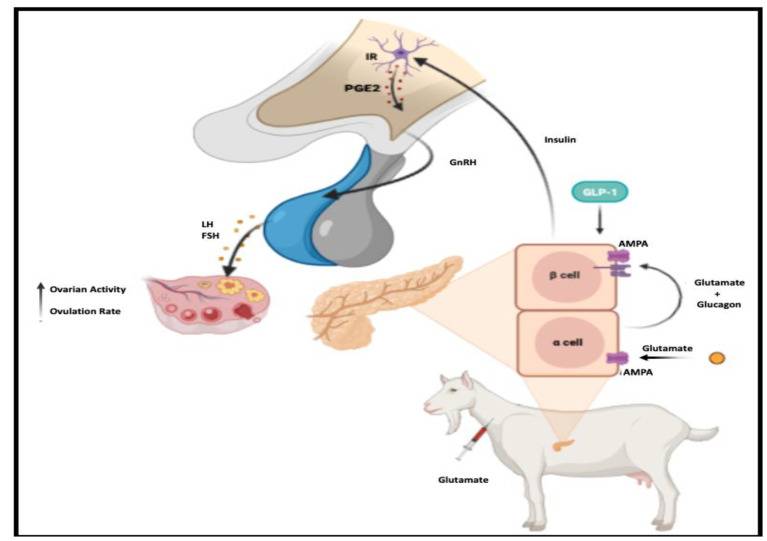 IR
PGE2
Insulin
GnRH
GLP-1
LH
FSH
AMPA
β cell
Glutamate
+
Glucagon
Ovarian Activity
Ovulation Rate
α cell
Glutamate
AMPA
Glutamate